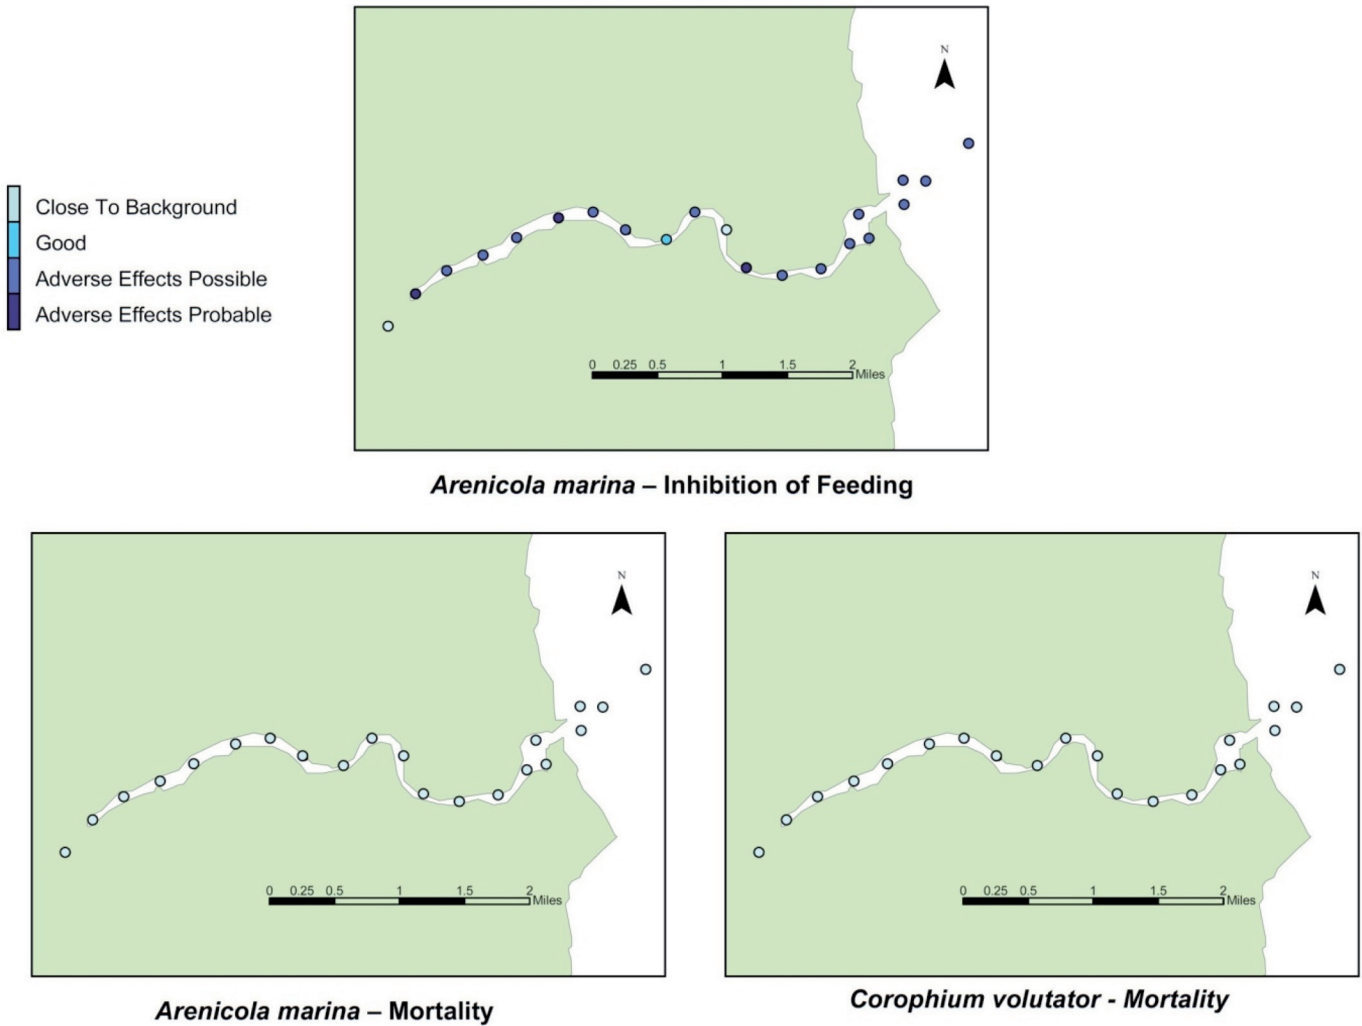 N
Close To Background
Good
Adverse Effects Possible
Adverse Effects Probable
0 0.25 0.5 1 1.5 2
Miles
Arenicola marina – Inhibition of Feeding
N
0 0.25 0.5 1 1.5 2
Miles
Arenicola marina – Mortality
N
0 0.25 0.5 1 1.5 2
Miles
Corophium volutator - Mortality